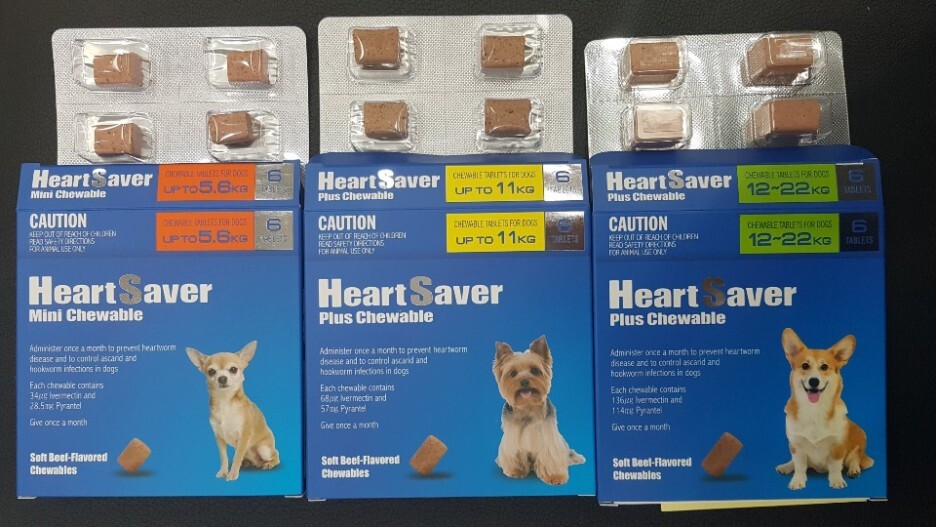 HeartSaver
Mini Chewable
CHEWABLE TABLETS FOR DOGS
UP TO 5.6KG
6
TABLETS
CAUTION
KEEP OUT OF REACH OF CHILDREN
READ SAFETY DIRECTIONS
FOR ANIMAL USE ONLY
CHEWABLE TABLETS FOR DOGS
UP TO 5.6KG
6
TABLETS
HeartSaver
Mini Chewable
Administer once a month to prevent heartworm
disease and to control ascarid and
hookworm infections in dogs
Each chewable contains
34µg Ivermectin and
28.5mg Pyrantel
Give once a month
Soft Beef-Flavored
Chewables
HeartSaver
Plus Chewable
CHEWABLE TABLETS FOR DOGS
UP TO 11KG
6
TABLETS
CAUTION
KEEP OUT OF REACH OF CHILDREN
READ SAFETY DIRECTIONS
FOR ANIMAL USE ONLY
CHEWABLE TABLETS FOR DOGS
UP TO 11KG
6
TABLETS
HeartSaver
Plus Chewable
Administer once a month to prevent heartworm
disease and to control ascarid and
hookworm infections in dogs
Each chewable contains
68µg Ivermectin and
57mg Pyrantel
Give once a month
Soft Beef-Flavored
Chewables
HeartSaver
Plus Chewable
CHEWABLE TABLETS FOR DOGS
12~22KG
6
TABLETS
CAUTION
KEEP OUT OF REACH OF CHILDREN
READ SAFETY DIRECTIONS
FOR ANIMAL USE ONLY
CHEWABLE TABLETS FOR DOGS
12~22KG
6
TABLETS
HeartSaver
Plus Chewable
Administer once a month to prevent heartworm
disease and to control ascarid and
hookworm infections in dogs
Each chewable contains
136µg Ivermectin and
114mg Pyrantel
Give once a month
Soft Beef-Flavored
Chewables